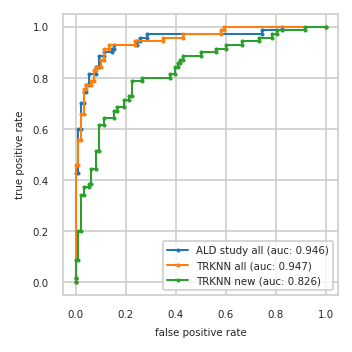 1.0
0.8
0.6
0.4
0.2
0.0
true positive rate
ALD study all (auc: 0.946)
TRKNN all (auc: 0.947)
TRKNN new (auc: 0.826)
0.0 0.2 0.4 0.6 0.8 1.0
false positive rate